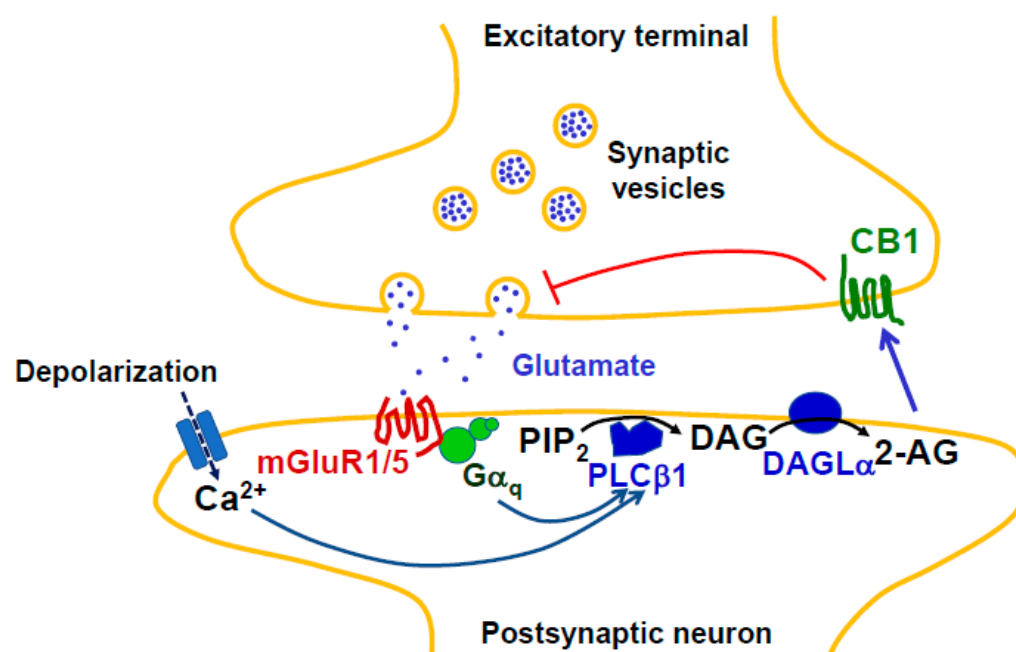 Excitatory terminal
Synaptic
vesicles
CB1
Glutamate
Depolarization
mGluR1/5
Gαq
PIP2
PLCβ1
DAG
DAGLα
2-AG
Ca2+
Postsynaptic neuron